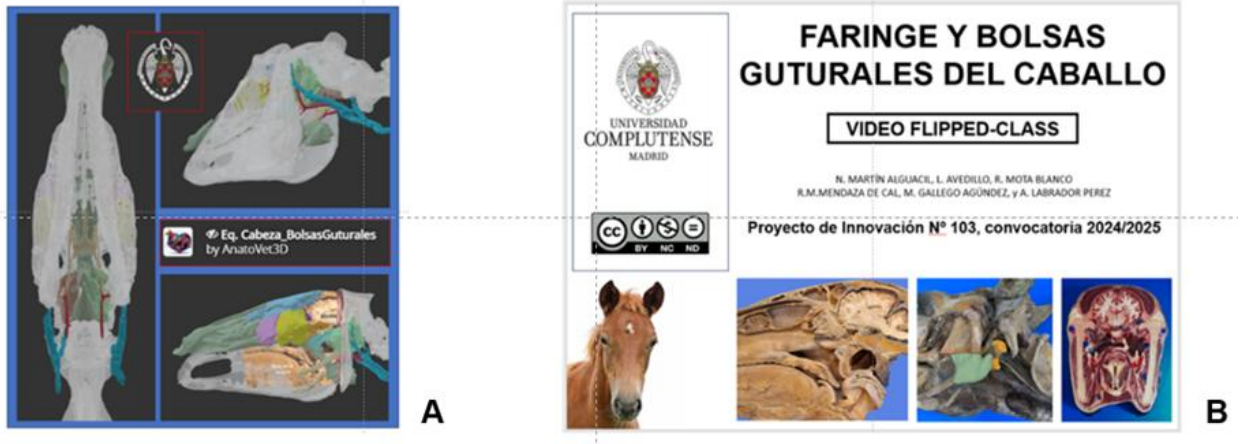 Eq. Cabeza_BolsasGuturales
by AnatoVet3D
A
UNIVERSIDAD
COMPLUTENSE
MADRID
cc BY NC ND
FARINGE Y BOLSAS
GUTURALES DEL CABALLO
VIDEO FLIPPED-CLASS
N. MARTÍN ALGUACIL, L. AVEDILLO, R. MOTA BLANCO
R.M.MENDAZA DE CAL, M. GALLEGO AGÚNDEZ, y A. LABRADOR PEREZ
Proyecto de Innovación Nº 103, convocatoria 2024/2025
B